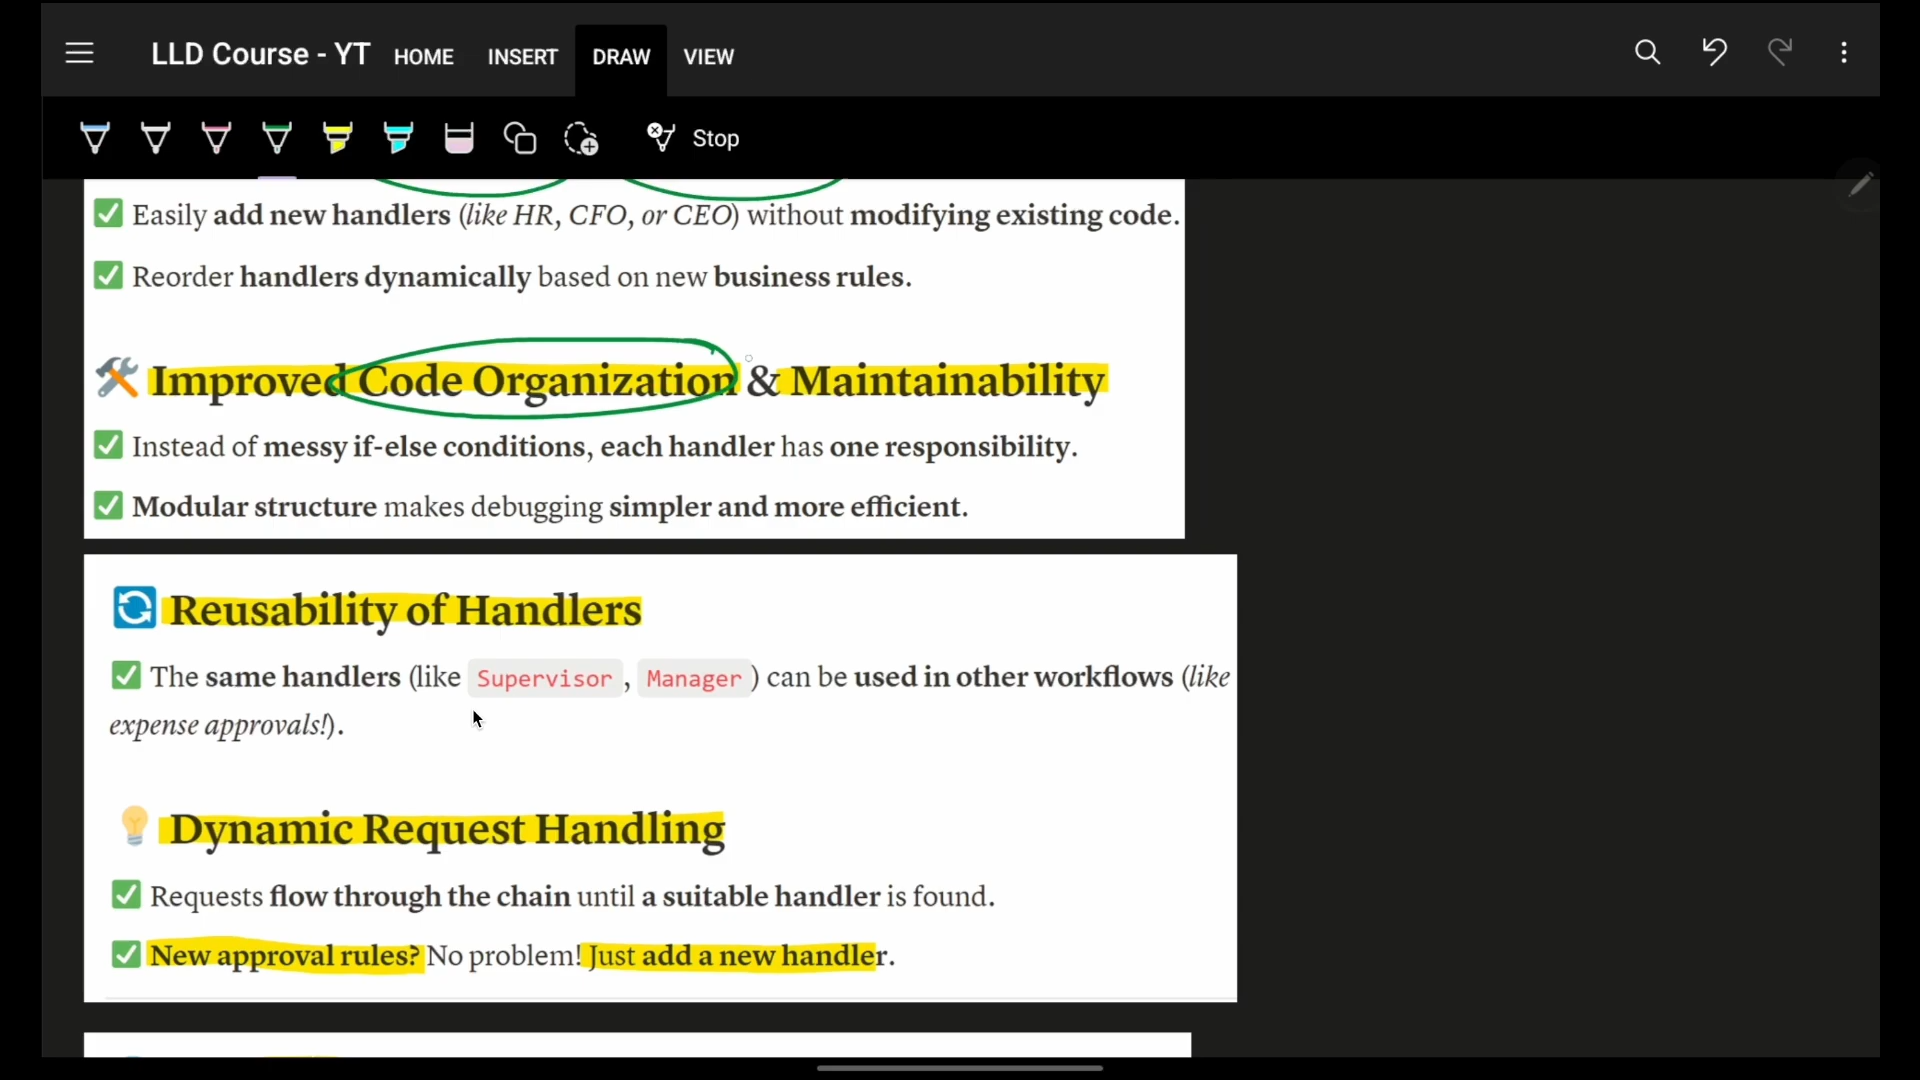 LLD Course - YT HOME INSERT DRAW VIEW
Stop
✅ Easily add new handlers (like HR, CFO, or CEO) without modifying existing code.
✅ Reorder handlers dynamically based on new business rules.
🛠 Improved Code Organization & Maintainability
✅ Instead of messy if-else conditions, each handler has one responsibility.
✅ Modular structure makes debugging simpler and more efficient.
🔄 Reusability of Handlers
✅ The same handlers (like Supervisor, Manager) can be used in other workflows (like
expense approvals!).
💡 Dynamic Request Handling
✅ Requests flow through the chain until a suitable handler is found.
✅ New approval rules? No problem! Just add a new handler.